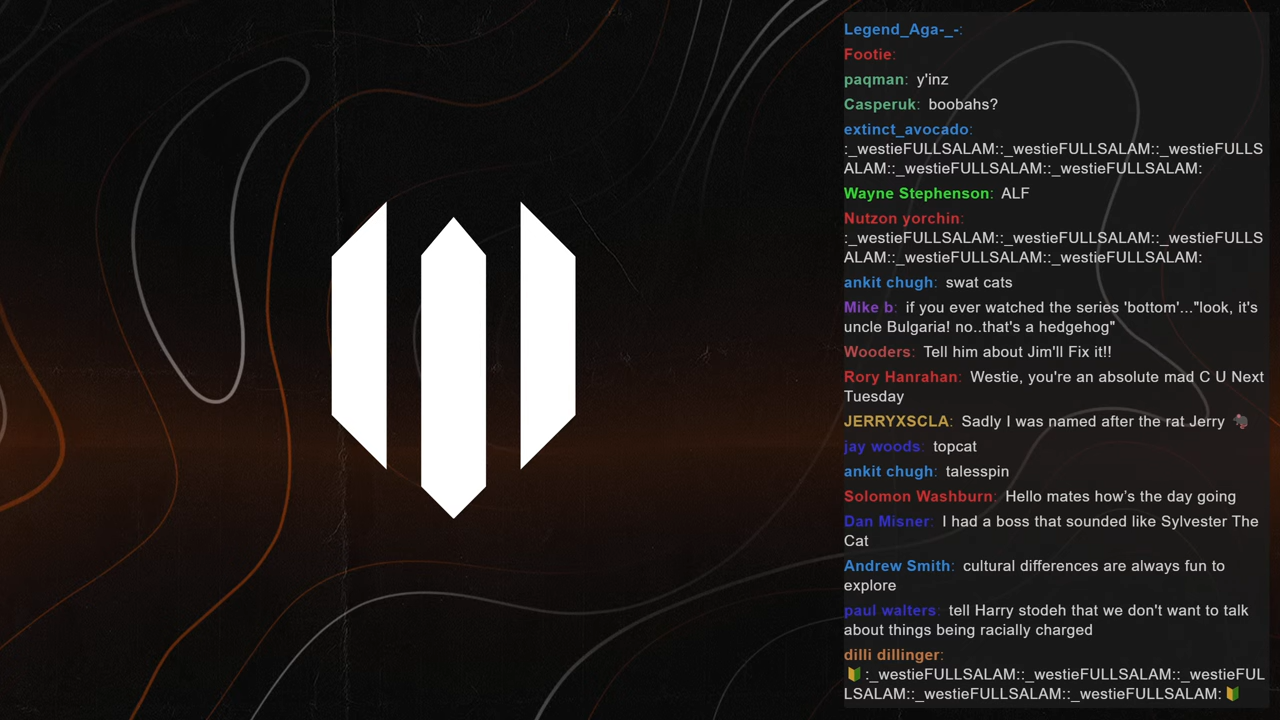 Legend_Aga-_-:
Footie:
paqman: y'inz
Casperuk: boobahs?
extinct_avocado:
:_westieFULLSALAM::_westieFULLSALAM::_westieFULLS
ALAM::_westieFULLSALAM::_westieFULLSALAM:
Wayne Stephenson: ALF
Nutzon yorchin:
:_westieFULLSALAM::_westieFULLSALAM::_westieFULLS
ALAM::_westieFULLSALAM::_westieFULLSALAM:
ankit chugh: swat cats
Mike b: if you ever watched the series 'bottom'..."look, it's
uncle Bulgaria! no..that's a hedgehog"
Wooders: Tell him about Jim'll Fix it!!
Rory Hanrahan: Westie, you're an absolute mad C U Next
Tuesday
JERRYXSCLA: Sadly I was named after the rat Jerry 🐀
jay woods: topcat
ankit chugh: talesspin
Solomon Washburn: Hello mates how’s the day going
Dan Misner: I had a boss that sounded like Sylvester The
Cat
Andrew Smith: cultural differences are always fun to
explore
paul walters: tell Harry stodeh that we don't want to talk
about things being racially charged
dilli dillinger:
🔰:_westieFULLSALAM::_westieFULLSALAM::_westieFUL
LSALAM::_westieFULLSALAM::_westieFULLSALAM:🔰